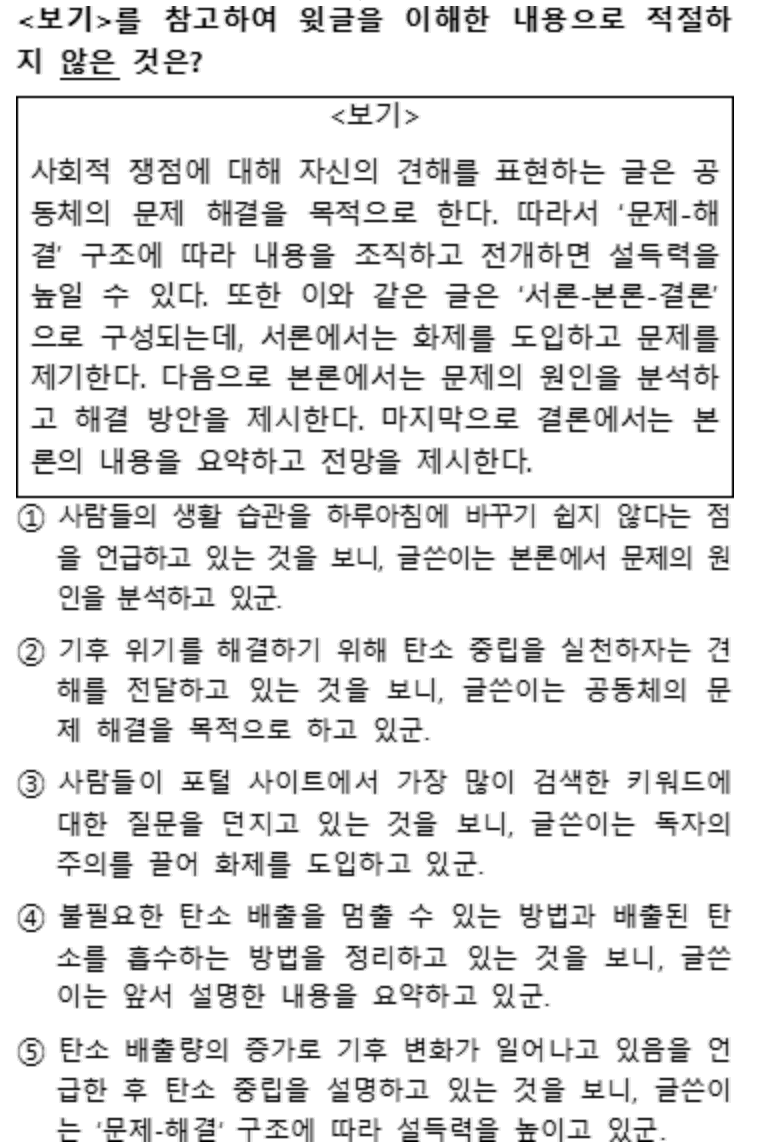 <보기>를 참고하여 윗글을 이해한 내용으로 적절하
지 않은 것은?
<보기>
사회적 쟁점에 대해 자신의 견해를 표현하는 글은 공
동체의 문제 해결을 목적으로 한다. 따라서 ‘문제-해
결’ 구조에 따라 내용을 조직하고 전개하면 설득력을
높일 수 있다. 또한 이와 같은 글은 ‘서론-본론-결론’
으로 구성되는데, 서론에서는 화제를 도입하고 문제를
제기한다. 다음으로 본론에서는 문제의 원인을 분석하
고 해결 방안을 제시한다. 마지막으로 결론에서는 본
론의 내용을 요약하고 전망을 제시한다.
① 사람들의 생활 습관을 하루아침에 바꾸기 쉽지 않다는 점
을 언급하고 있는 것을 보니, 글쓴이는 본론에서 문제의 원
인을 분석하고 있군.
② 기후 위기를 해결하기 위해 탄소 중립을 실천하자는 견
해를 전달하고 있는 것을 보니, 글쓴이는 공동체의 문
제 해결을 목적으로 하고 있군.
③ 사람들이 포털 사이트에서 가장 많이 검색한 키워드에
대한 질문을 던지고 있는 것을 보니, 글쓴이는 독자의
주의를 끌어 화제를 도입하고 있군.
④ 불필요한 탄소 배출을 멈출 수 있는 방법과 배출된 탄
소를 흡수하는 방법을 정리하고 있는 것을 보니, 글쓴
이는 앞서 설명한 내용을 요약하고 있군.
⑤ 탄소 배출량의 증가로 기후 변화가 일어나고 있음을 언
급한 후 탄소 중립을 설명하고 있는 것을 보니, 글쓴이
는 ‘문제-해결’ 구조에 따라 설득력을 높이고 있군.